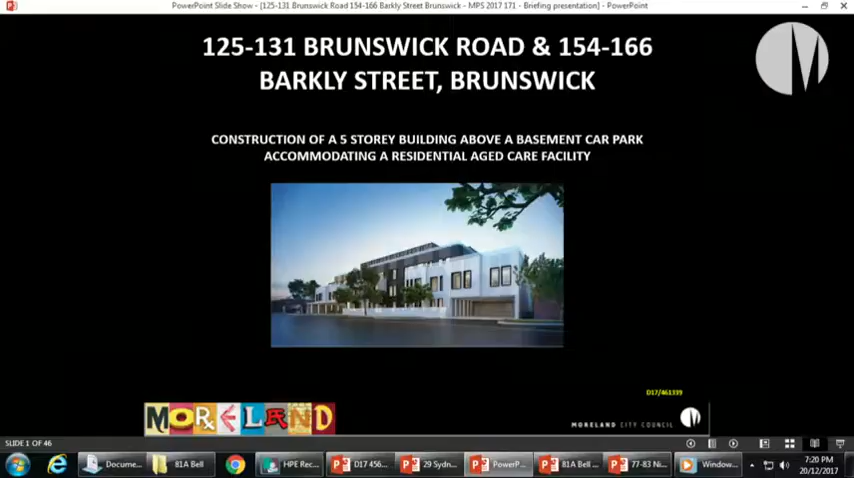 PowerPoint Slide Show - [125-131 Brunswick Road 154-166 Barkly Street Brunswick - MPS 2017 171 - Briefing presentation] - PowerPoint
125-131 BRUNSWICK ROAD & 154-166
BARKLY STREET, BRUNSWICK
CONSTRUCTION OF A 5 STOREY BUILDING ABOVE A BASEMENT CAR PARK
ACCOMMODATING A RESIDENTIAL AGED CARE FACILITY
D17/461339
MORELAND
MORELAND CITY COUNCIL
SLIDE 1 OF 46
Docume...
81A Bell
HPE Rec...
D17 456...
29 Sydn...
PowerP...
81A Bell ...
77-83 Ni...
Window...
7:20 PM
20/12/2017